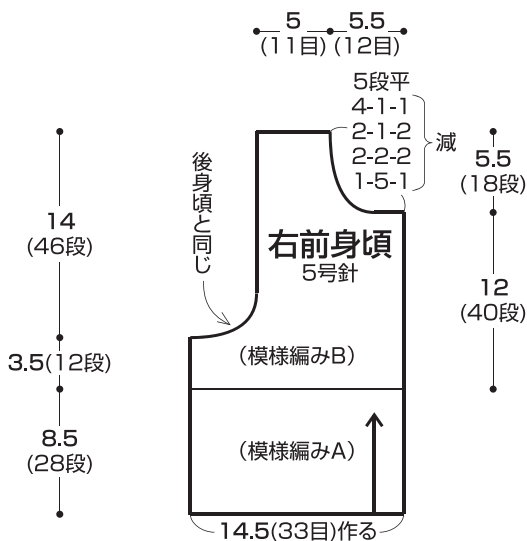 5
(11目)
5.5
(12目)
5段平
4-1-1
2-1-2
2-2-2
1-5-1
減
5.5
(18段)
後身頃と同じ
14
(46段)
右前身頃
5号針
12
(40段)
(模様編みB)
3.5(12段)
8.5
(28段)
(模様編みA)
14.5(33目)作る